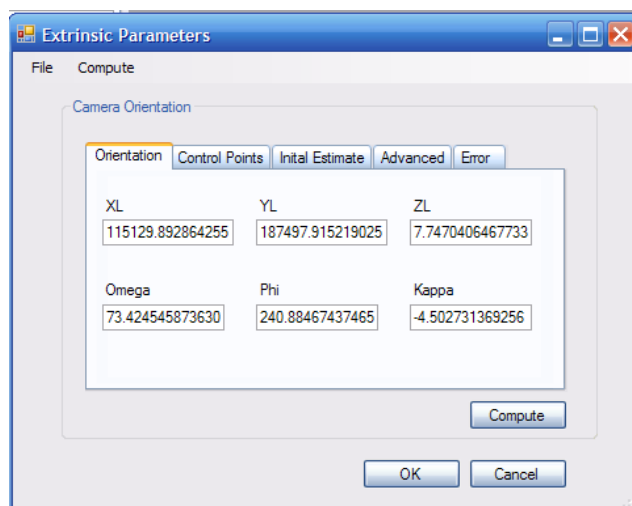 Extrinsic Parameters
File Compute
Camera Orientation
Orientation Control Points Inital Estimate Advanced Error
XL YL ZL
115129.892864255 187497.915219025 7.7470406467733
Omega Phi Kappa
73.424545873630 240.88467437465 -4.502731369256
Compute
OK Cancel